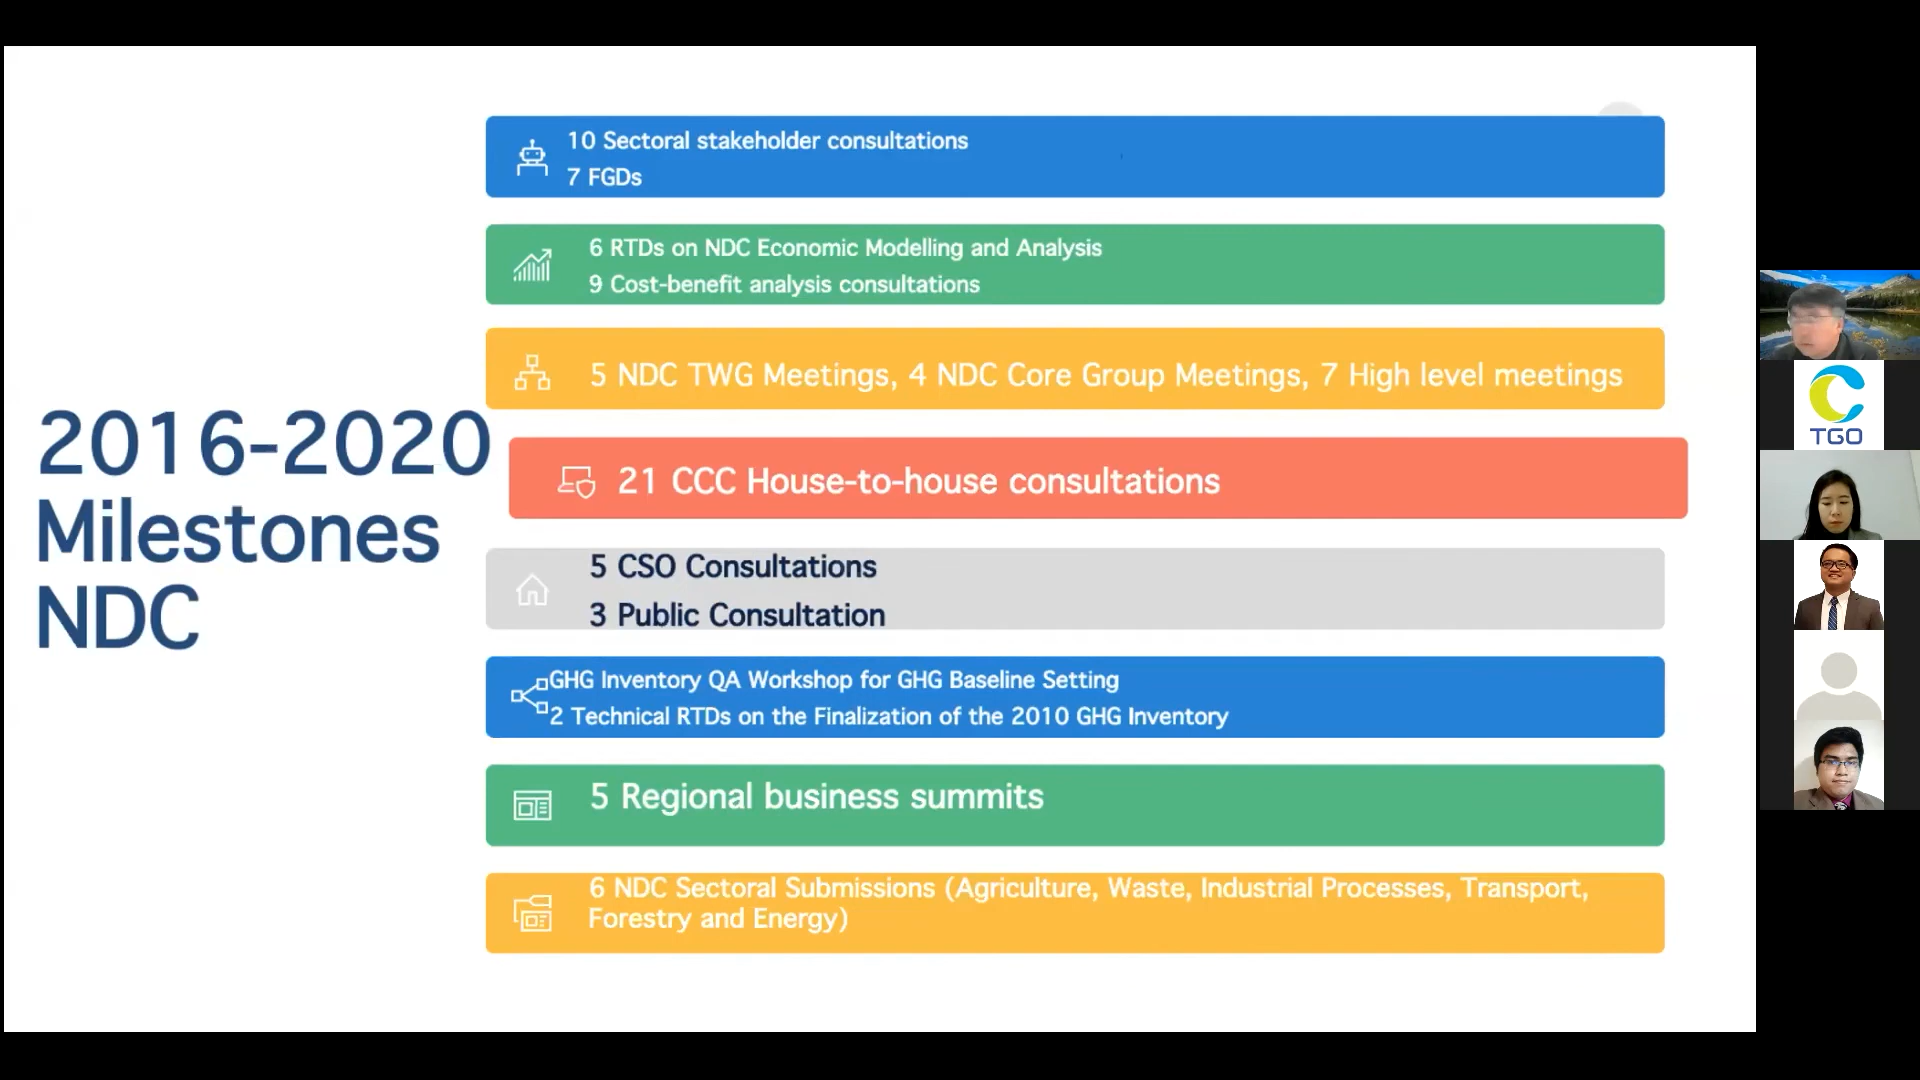 2016-2020
Milestones
NDC
10 Sectoral stakeholder consultations
7 FGDs
6 RTDs on NDC Economic Modelling and Analysis
9 Cost-benefit analysis consultations
5 NDC TWG Meetings, 4 NDC Core Group Meetings, 7 High level meetings
21 CCC House-to-house consultations
5 CSO Consultations
3 Public Consultation
GHG Inventory QA Workshop for GHG Baseline Setting
2 Technical RTDs on the Finalization of the 2010 GHG Inventory
5 Regional business summits
6 NDC Sectoral Submissions (Agriculture, Waste, Industrial Processes, Transport,
Forestry and Energy)
TGO